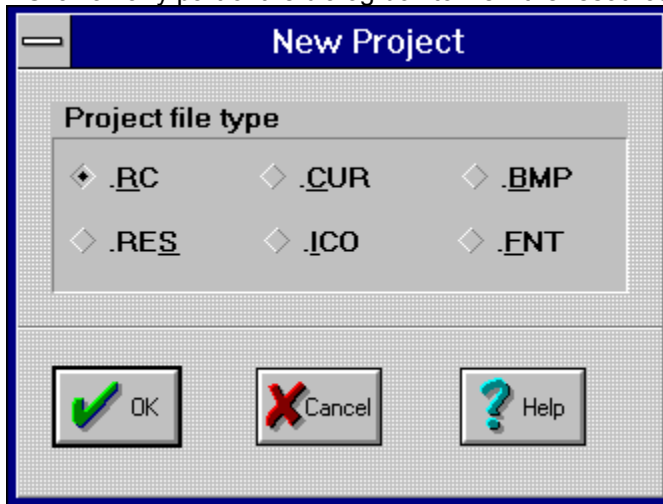 New Project
Project file type
.RC .CUR .BMP
.RES .ICO .FNT
OK Cancel Help